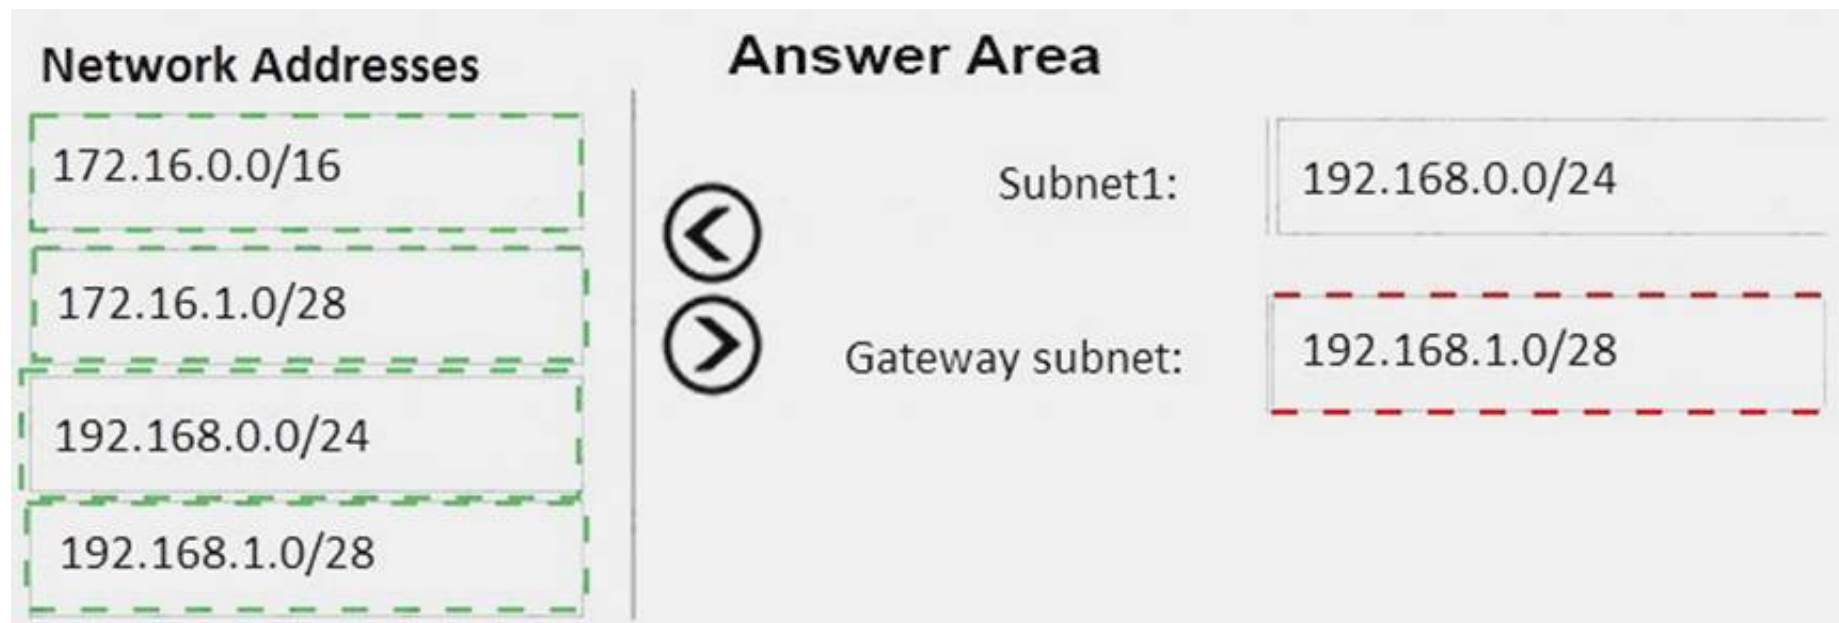 Network Addresses
172.16.0.0/16
172.16.1.0/28
192.168.0.0/24
192.168.1.0/28
Answer Area
Subnet1: 192.168.0.0/24
Gateway subnet: 192.168.1.0/28